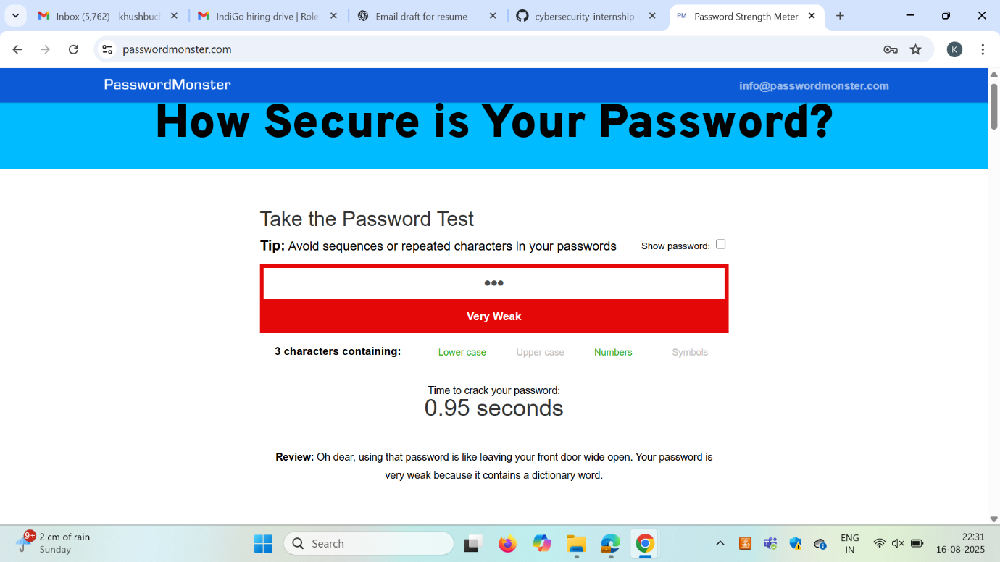 Inbox (5,762) - khushbuc
IndiGo hiring drive | Role
Email draft for resume
cybersecurity-internship-
PM Password Strength Meter
passwordmonster.com
K
PasswordMonster
info@passwordmonster.com
How Secure is Your Password?
Take the Password Test
Tip: Avoid sequences or repeated characters in your passwords
Show password:
•••
Very Weak
3 characters containing:
Lower case
Upper case
Numbers
Symbols
Time to crack your password:
0.95 seconds
Review: Oh dear, using that password is like leaving your front door wide open. Your password is
very weak because it contains a dictionary word.
9+
2 cm of rain
Sunday
Search
ENG
IN
22:31
16-08-2025